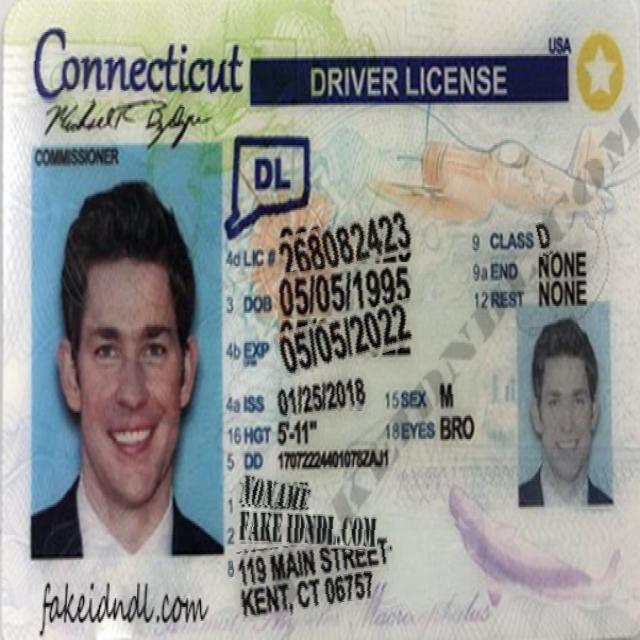 Connecticut
USA
DRIVER LICENSE
COMMISSIONER
DL
4d LIC # 268082423
9 CLASS D
9a END NONE
3 DOB 05/05/1995
12 REST NONE
4b EXP 05/05/2022
4a ISS 01/25/2018
15 SEX M
16 HGT 5'-11"
18 EYES BRO
5 DD 17072224401078ZAJ1
1 NONAME
2 FAKE IDNDL.COM
8 119 MAIN STREET
KENT, CT 06757
fakeidndl.com